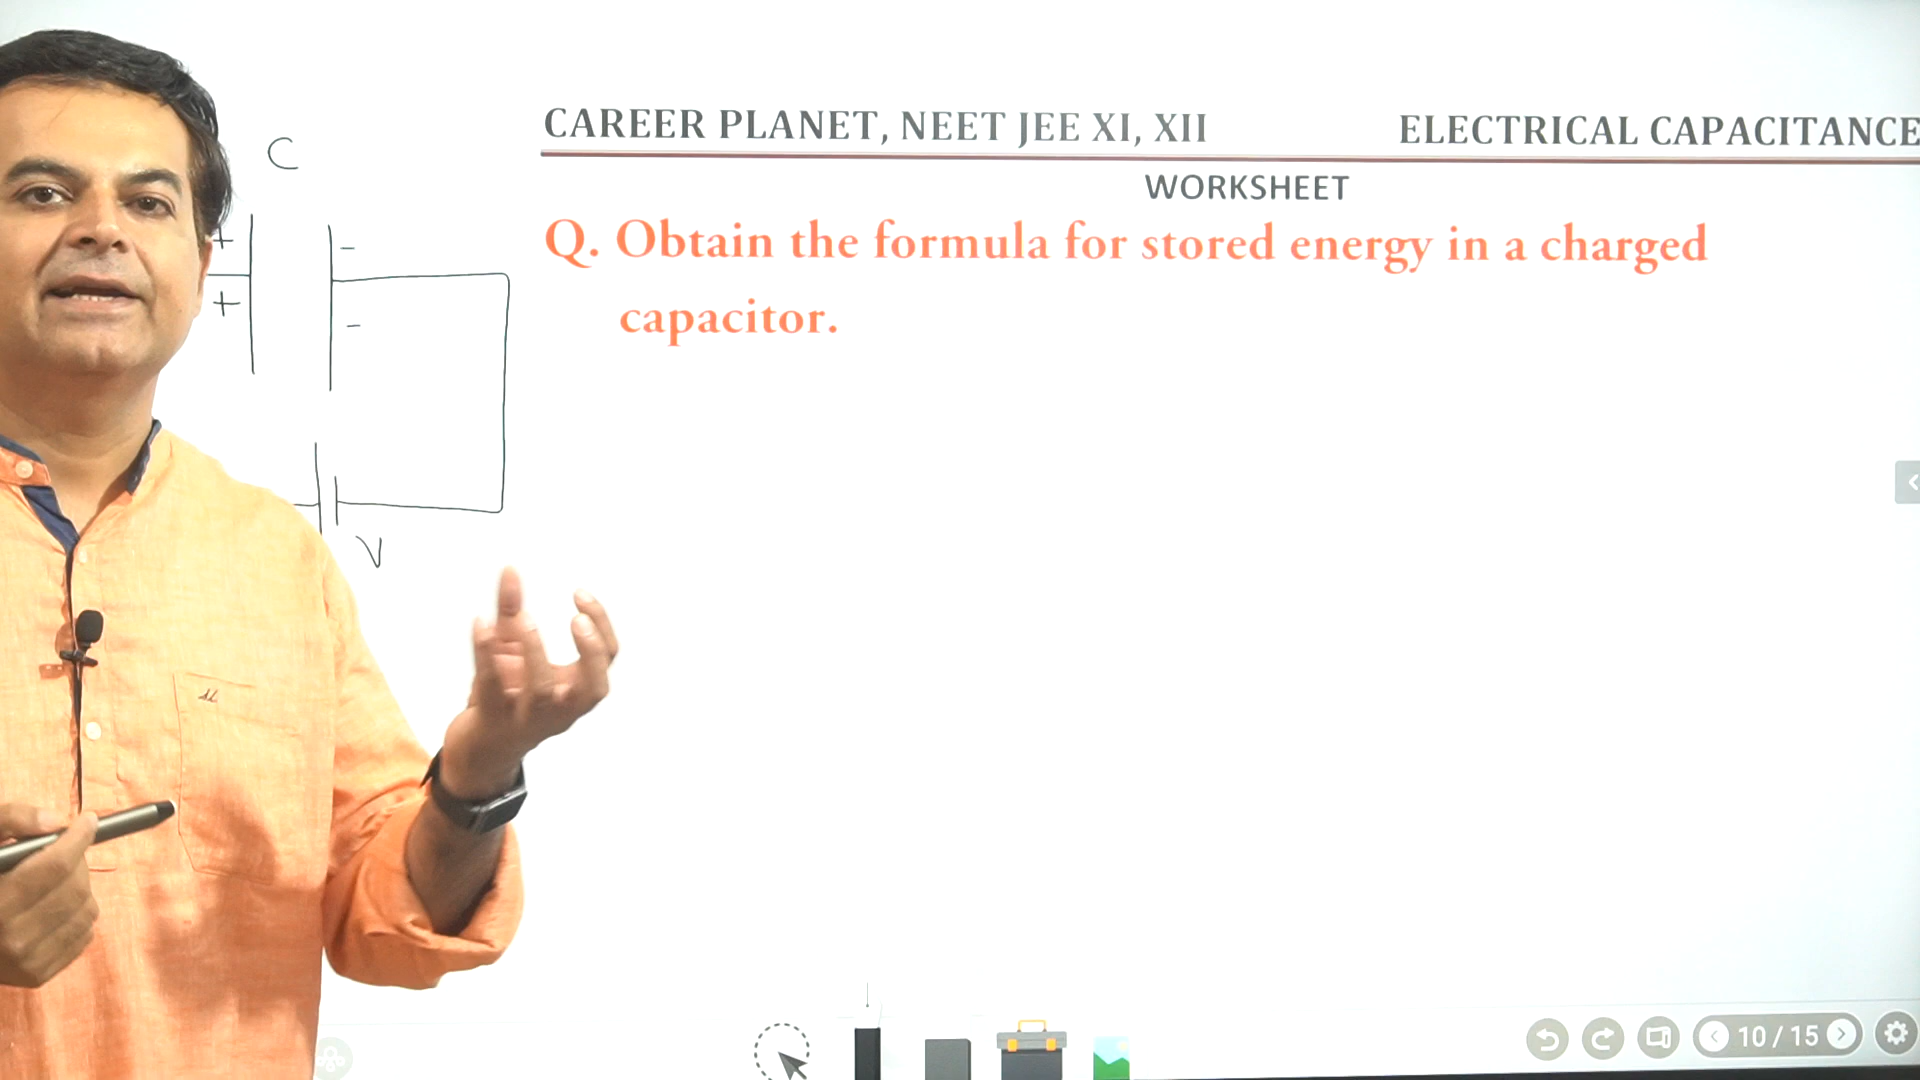 CAREER PLANET, NEET JEE XI, XII ELECTRICAL CAPACITANCE
WORKSHEET
Q. Obtain the formula for stored energy in a charged
capacitor.
C
+ -
+ -
V
10 / 15